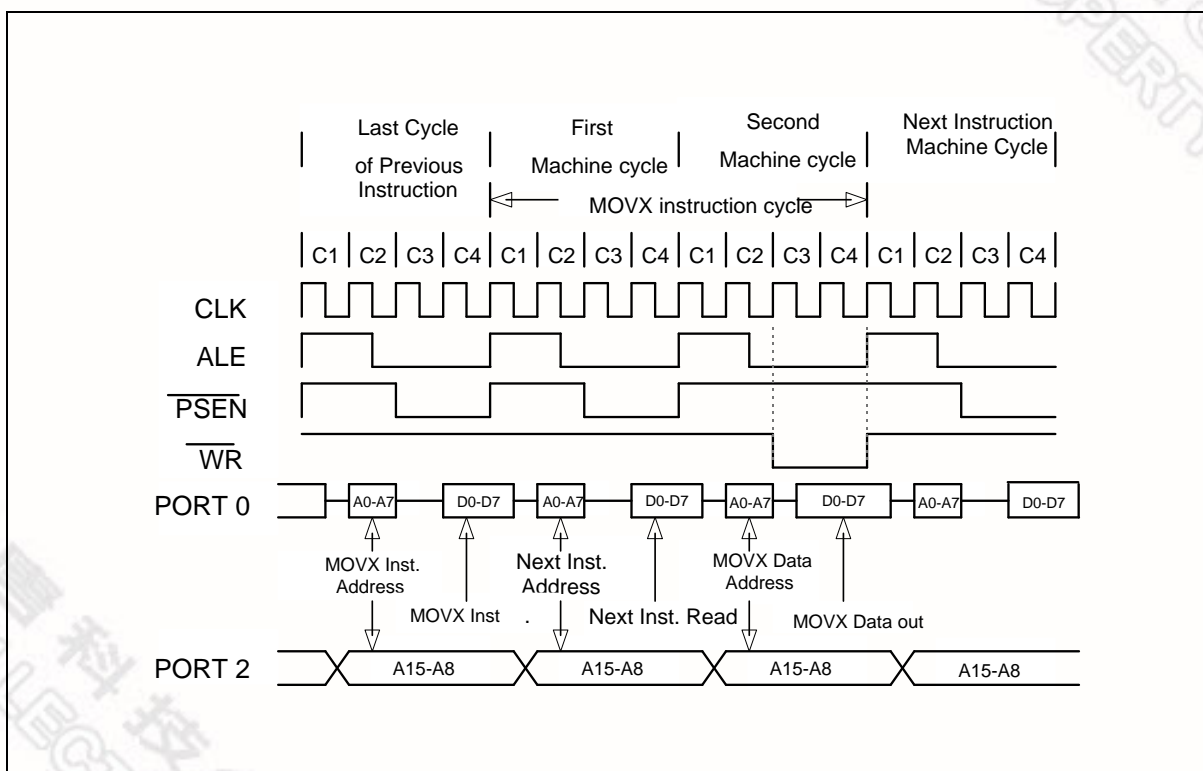 OPERTY
Last Cycle
of Previous
Instruction
First
Machine cycle
Second
Machine cycle
Next Instruction
Machine Cycle
MOVX instruction cycle
C1 C2 C3 C4 C1 C2 C3 C4 C1 C2 C3 C4 C1 C2 C3 C4
CLK
ALE
PSEN
WR
PORT 0
A0-A7 D0-D7 A0-A7 D0-D7 A0-A7 D0-D7 A0-A7 D0-D7
MOVX Inst.
Address
Next Inst.
Address
MOVX Data
Address
MOVX Inst .
Next Inst. Read
MOVX Data out
PORT 2
A15-A8 A15-A8 A15-A8 A15-A8
科技
LECT